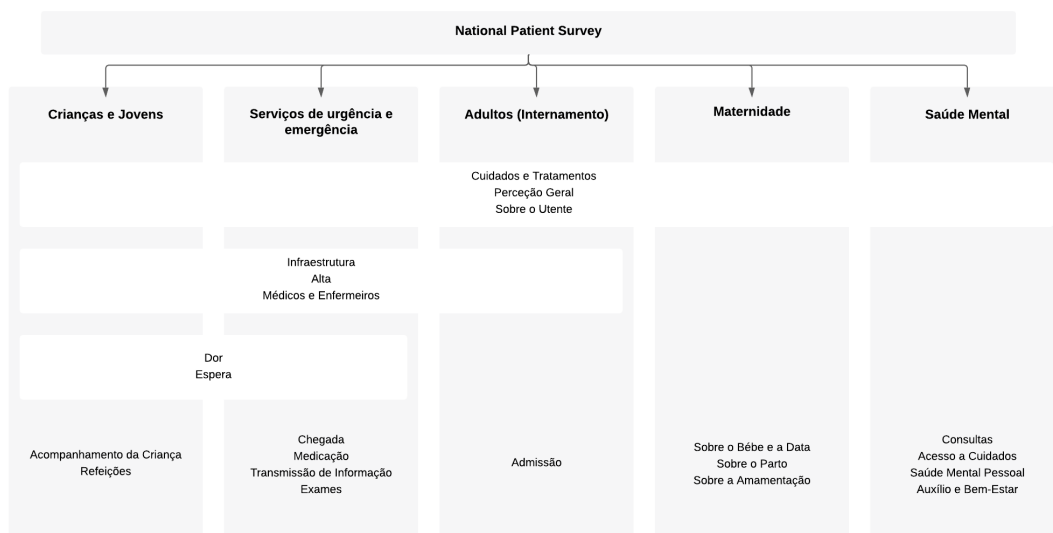 National Patient Survey
Crianças e Jovens
Serviços de urgência e
emergência
Adultos (Internamento)
Maternidade
Saúde Mental
Cuidados e Tratamentos
Perceção Geral
Sobre o Utente
Infraestrutura
Alta
Médicos e Enfermeiros
Dor
Espera
Acompanhamento da Criança
Refeições
Chegada
Medicação
Transmissão de Informação
Exames
Admissão
Sobre o Bébe e a Data
Sobre o Parto
Sobre a Amamentação
Consultas
Acesso a Cuidados
Saúde Mental Pessoal
Auxílio e Bem-Estar